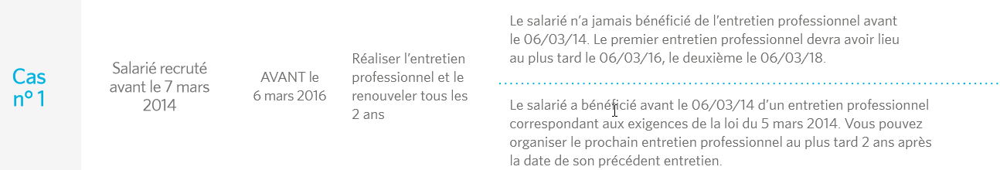 Cas
n° 1
Salarié recruté
avant le 7 mars
2014
AVANT le
6 mars 2016
Réaliser l'entretien
professionnel et le
renouveler tous les
2 ans
Le salarié n'a jamais bénéficié de l'entretien professionnel avant
le 06/03/14. Le premier entretien professionnel devra avoir lieu
au plus tard le 06/03/16, le deuxième le 06/03/18.
Le salarié a bénéficié avant le 06/03/14 d'un entretien professionnel
correspondant aux exigences de la loi du 5 mars 2014. Vous pouvez
organiser le prochain entretien professionnel au plus tard 2 ans après
la date de son précédent entretien.